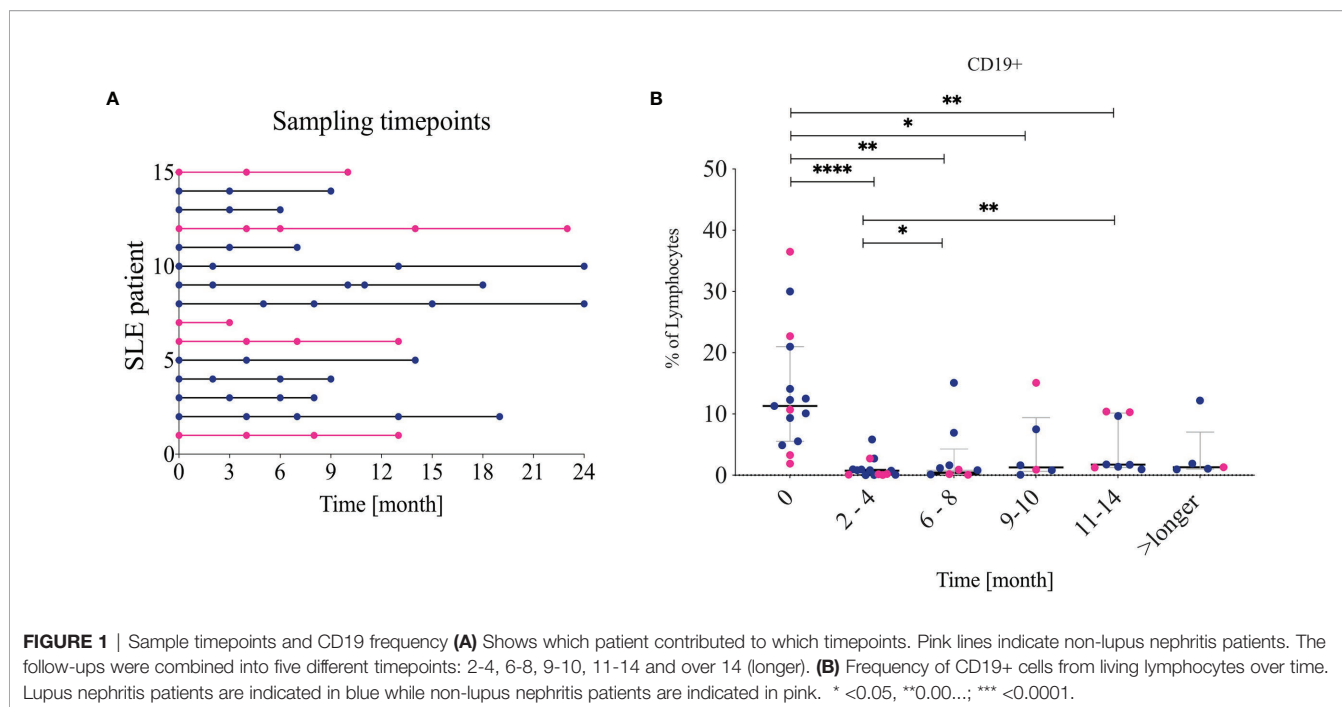 A
Sampling timepoints
SLE patient
15
10
5
0
0 3 6 9 12 15 18 21 24
Time [month]
B
CD19+
**
*
**
****
**
*
% of Lymphocytes
50
40
30
20
10
0
0 2 - 4 6 - 8 9-10 11-14 >longer
Time [month]
FIGURE 1 | Sample timepoints and CD19 frequency (A) Shows which patient contributed to which timepoints. Pink lines indicate non-lupus nephritis patients. The
follow-ups were combined into five different timepoints: 2-4, 6-8, 9-10, 11-14 and over 14 (longer). (B) Frequency of CD19+ cells from living lymphocytes over time.
Lupus nephritis patients are indicated in blue while non-lupus nephritis patients are indicated in pink. * <0.05, **0.00...; *** <0.0001.